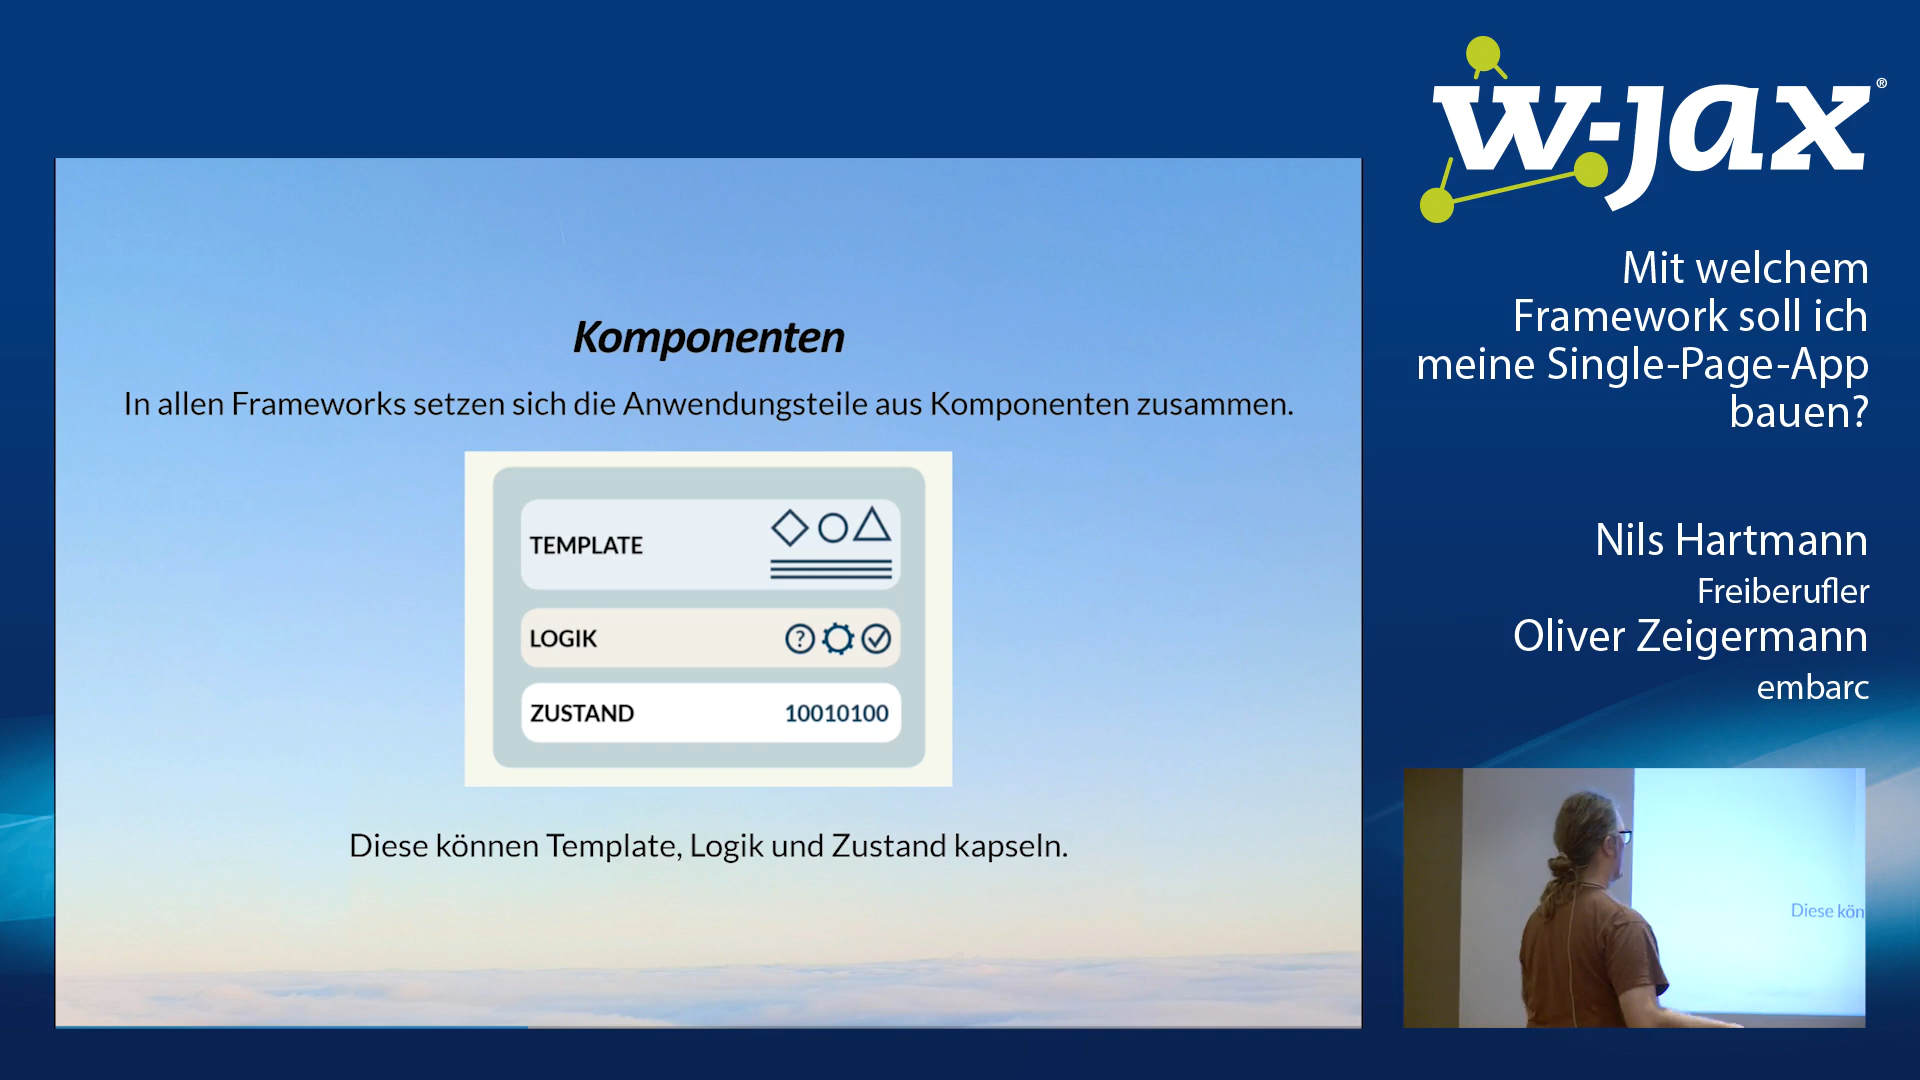 w-jax®
Mit welchem
Framework soll ich
meine Single-Page-App
bauen?
Nils Hartmann
Freiberufler
Oliver Zeigermann
embarc
Komponenten
In allen Frameworks setzen sich die Anwendungsteile aus Komponenten zusammen.
TEMPLATE
LOGIK ?
ZUSTAND 10010100
Diese können Template, Logik und Zustand kapseln.
Diese kön